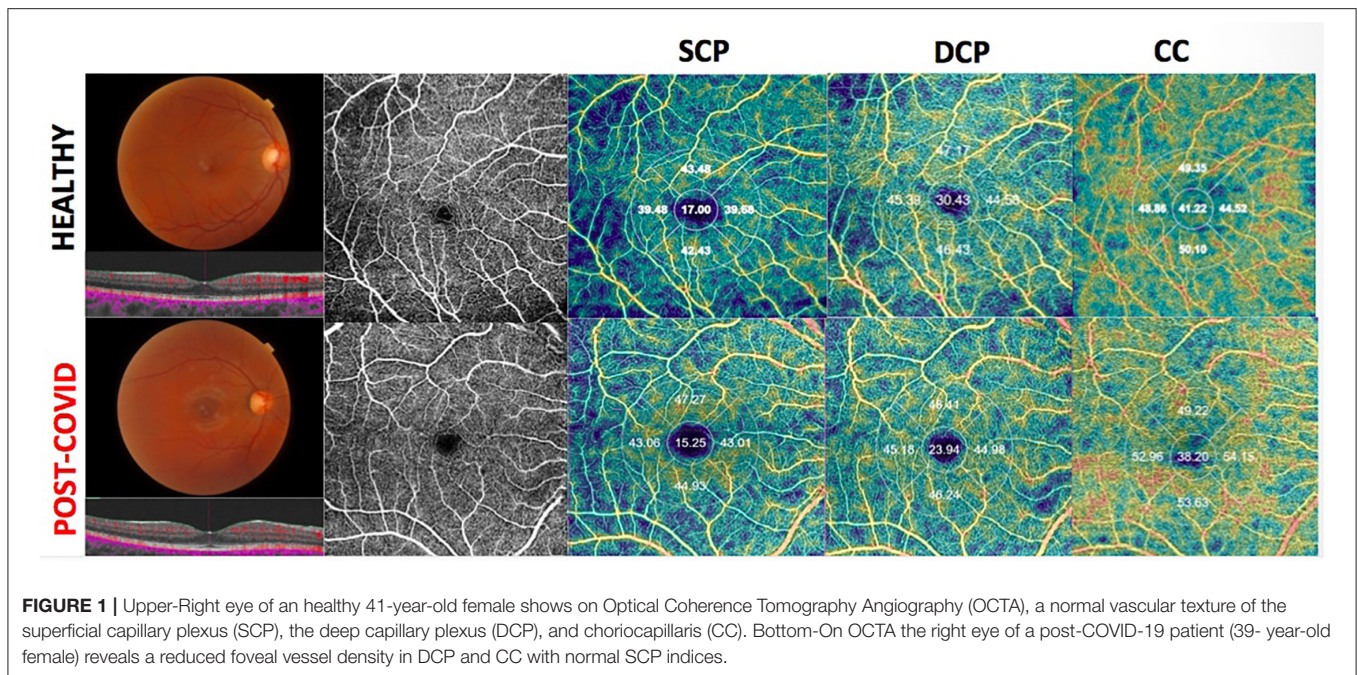 SCP DCP CC
HEALTHY
43.48
39.48 17.00 39.68
42.43
47.17
45.39 30.43 44.56
46.43
49.35
48.86 41.22 44.52
50.10
POST-COVID
47.27
43.06 15.25 43.01
44.93
46.41
45.18 23.94 44.98
46.24
49.22
52.96 38.20 54.15
53.63
FIGURE 1 | Upper-Right eye of an healthy 41-year-old female shows on Optical Coherence Tomography Angiography (OCTA), a normal vascular texture of the
superficial capillary plexus (SCP), the deep capillary plexus (DCP), and choriocapillaris (CC). Bottom-On OCTA the right eye of a post-COVID-19 patient (39- year-old
female) reveals a reduced foveal vessel density in DCP and CC with normal SCP indices.